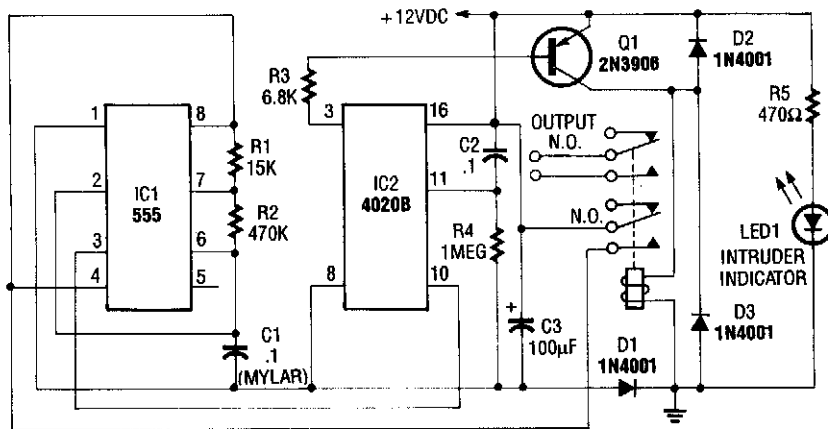 +12VDC
Q1
2N3906
D2
1N4001
R3
6.8K
R5
470Ω
1
8
3
16
OUTPUT
N.O.
R1
15K
C2
.1
2
7
IC1
555
IC2
4020B
11
R2
470K
N.O.
R4
1MEG
LED1
INTRUDER
INDICATOR
3
6
4
5
8
10
+
C3
100µF
D3
1N4001
C1
.1
(MYLAR)
D1
1N4001